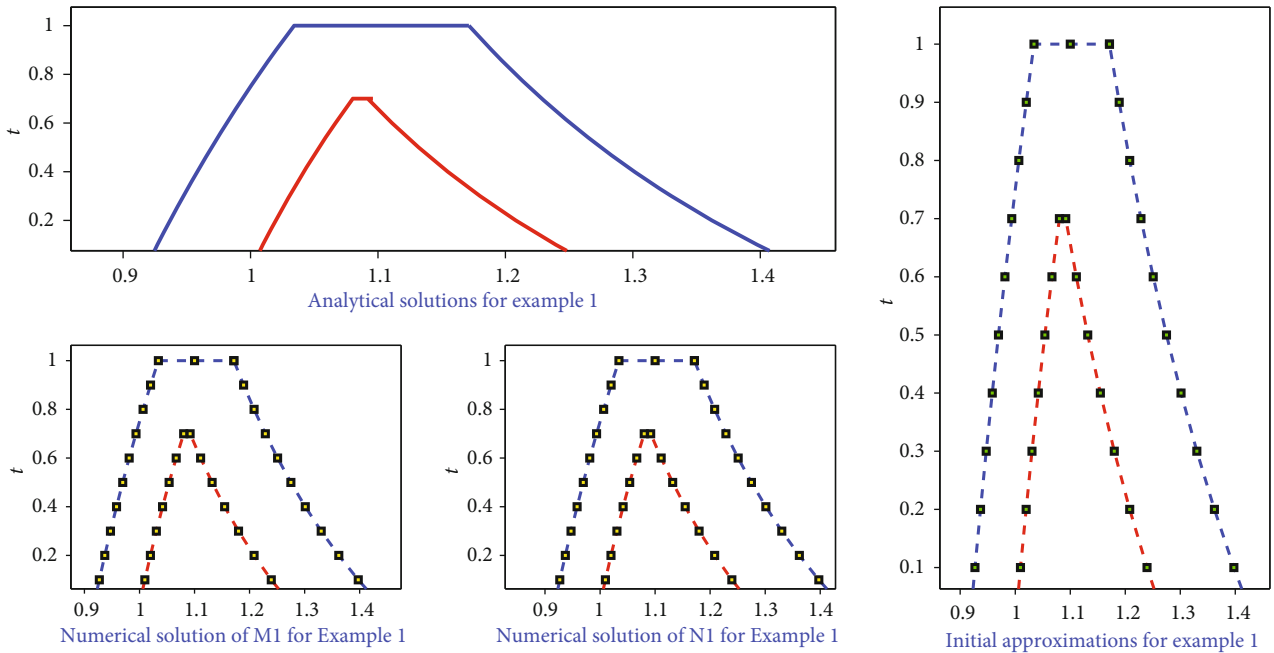 1
0.8
0.6
0.4
0.2
t
0.9 1 1.1 1.2 1.3 1.4
Analytical solutions for example 1
1
0.8
0.6
0.4
0.2
t
0.9 1 1.1 1.2 1.3 1.4
Numerical solution of M1 for Example 1
1
0.8
0.6
0.4
0.2
t
0.9 1 1.1 1.2 1.3 1.4
Numerical solution of N1 for Example 1
1
0.9
0.8
0.7
0.6
0.5
0.4
0.3
0.2
0.1
t
0.9 1 1.1 1.2 1.3 1.4
Initial approximations for example 1